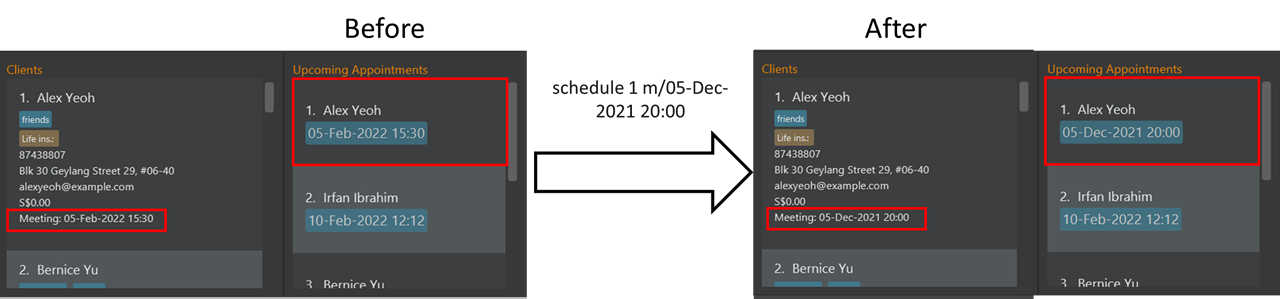 Before
Clients
1. Alex Yeoh
friends
Life ins.:
87438807
Blk 30 Geylang Street 29, #06-40
alexyeoh@example.com
S$0.00
Meeting: 05-Feb-2022 15:30
2. Bernice Yu
Upcoming Appointments
1. Alex Yeoh
05-Feb-2022 15:30
2. Irfan Ibrahim
10-Feb-2022 12:12
3. Bernice Yu
schedule 1 m/05-Dec-
2021 20:00
After
Clients
1. Alex Yeoh
friends
Life ins.:
87438807
Blk 30 Geylang Street 29, #06-40
alexyeoh@example.com
S$0.00
Meeting: 05-Dec-2021 20:00
2. Bernice Yu
Upcoming Appointments
1. Alex Yeoh
05-Dec-2021 20:00
2. Irfan Ibrahim
10-Feb-2022 12:12
3. Bernice Yu